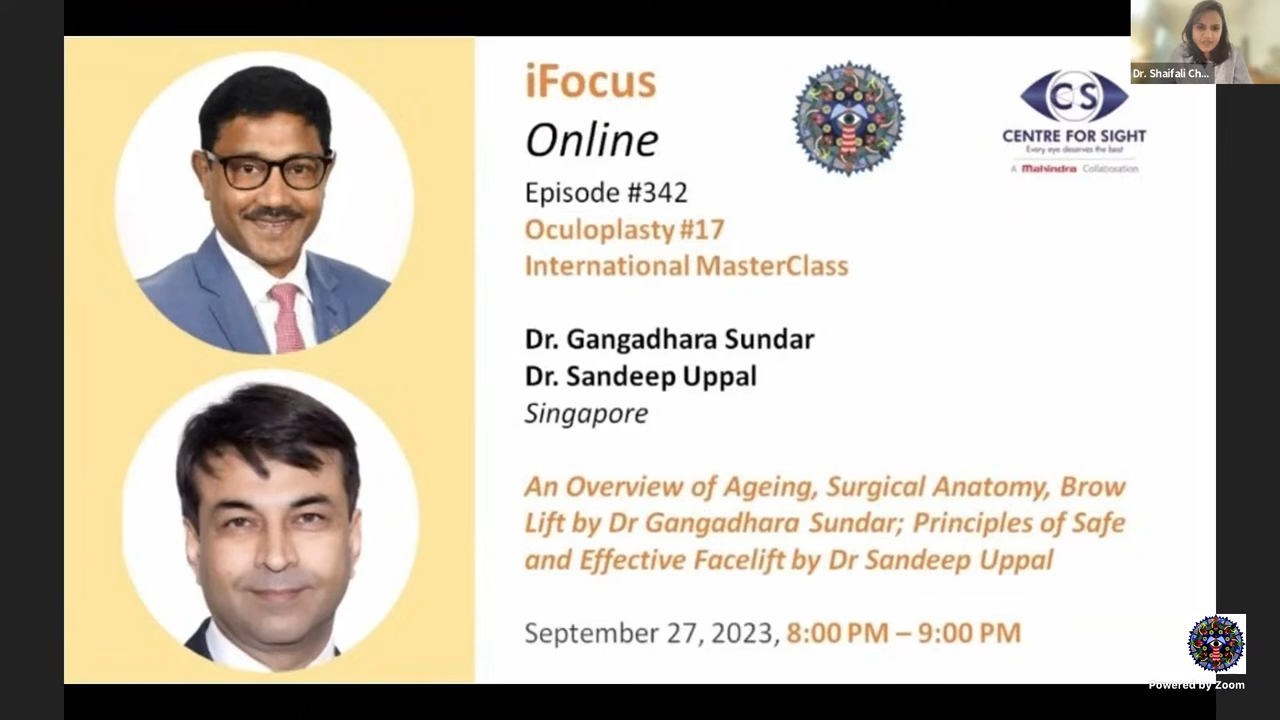 iFocus
Online
Episode #342
Oculoplasty #17
International MasterClass
Dr. Gangadhara Sundar
Dr. Sandeep Uppal
Singapore
An Overview of Ageing, Surgical Anatomy, Brow
Lift by Dr Gangadhara Sundar; Principles of Safe
and Effective Facelift by Dr Sandeep Uppal
September 27, 2023, 8:00 PM – 9:00 PM
CS
CENTRE FOR SIGHT
Every eye deserves the best
A Mahindra Collaboration
Dr. Shaifali Ch...
Powered by Zoom